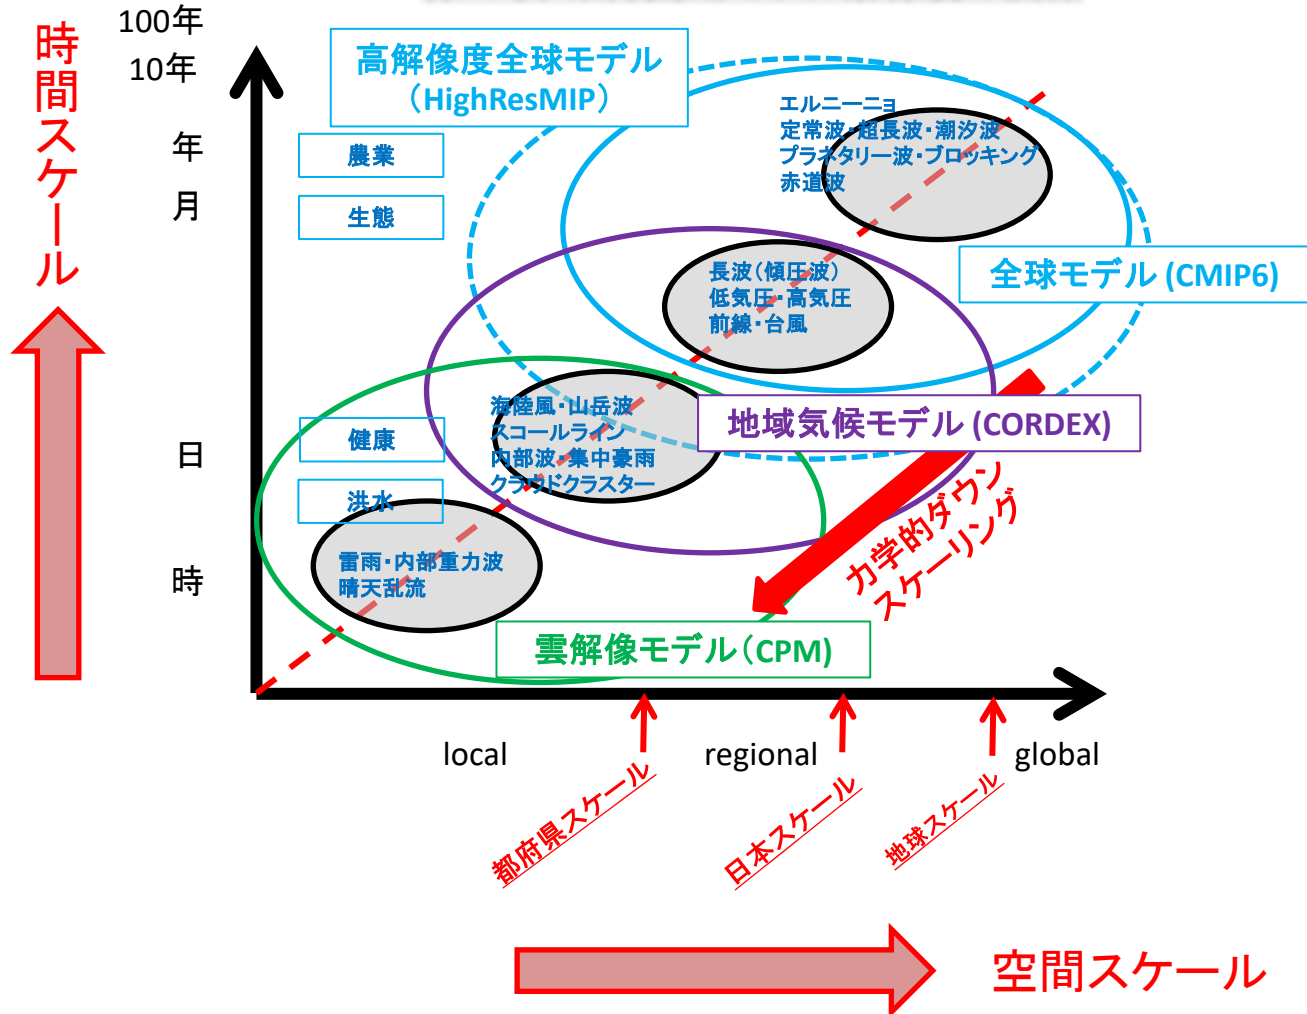 100年
10年
年
月
日
時
時間スケール
高解像度全球モデル
（HighResMIP）
農業
生態
健康
洪水
エルニーニョ
定常波・超長波・潮汐波
プラネタリー波・ブロッキング
赤道波
全球モデル (CMIP6)
長波（傾圧波）
低気圧・高気圧
前線・台風
地域気候モデル (CORDEX)
海陸風・山岳波
スコールライン
内部波・集中豪雨
クラウドクラスター
力学的ダウン
スケーリング
雷雨・内部重力波
晴天乱流
雲解像モデル（CPM)
local
regional
global
都府県スケール
日本スケール
地球スケール
空間スケール